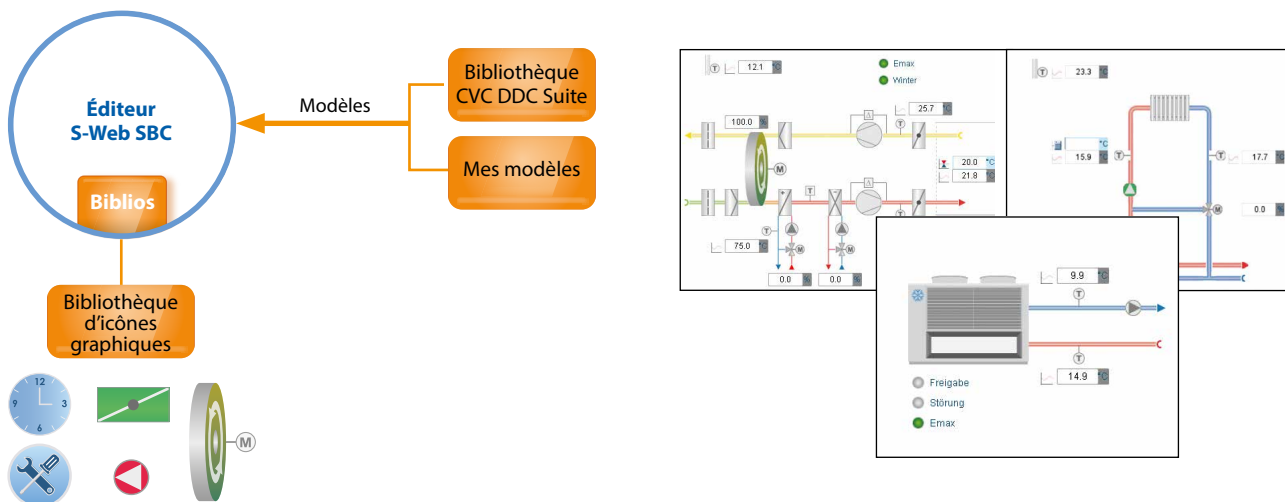 Éditeur
S-Web SBC
Biblios
Modèles
Bibliothèque
CVC DDC Suite
Mes modèles
Bibliothèque
d'icônes
graphiques
12
9
3
6
M
T
12.1
°C
Emax
Winter
100.0
%
25.7
°C
T
M
20.0
°C
21.8
°C
T
T
T
75.0
°C
M
M
0.0
%
0.0
%
T
23.3
°C
°C
15.9
°C
T
T
17.7
°C
M
0.0
%
9.9
°C
T
T
14.9
°C
Freigabe
Störung
Emax